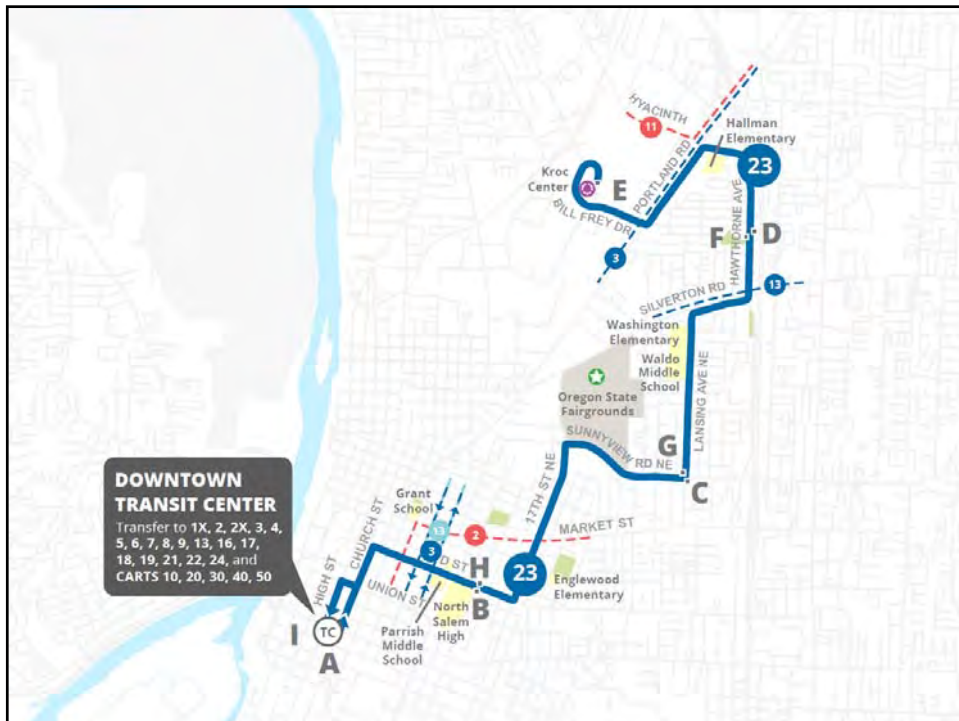 HYACINTH
11
Hallman
Elementary
PORTLAND RD
23
Kroc
Center
E
BILL FREY DR
HAWTHORNE AVE
F
D
3
SILVERTON RD
13
Washington
Elementary
Waldo
Middle
School
LANSING AVE NE
Oregon State
Fairgrounds
SUNNYVIEW RD NE
G
C
17TH ST NE
DOWNTOWN
TRANSIT CENTER
Transfer to 1X, 2, 2X, 3, 4,
5, 6, 7, 8, 9, 13, 16, 17,
18, 19, 21, 22, 24, and
CARTS 10, 20, 30, 40, 50
Grant
School
CHURCH ST
13
2
MARKET ST
3
D ST
H
23
HIGH ST
UNION ST
B
Englewood
Elementary
North
Salem
High
Parrish
Middle
School
I
TC
A